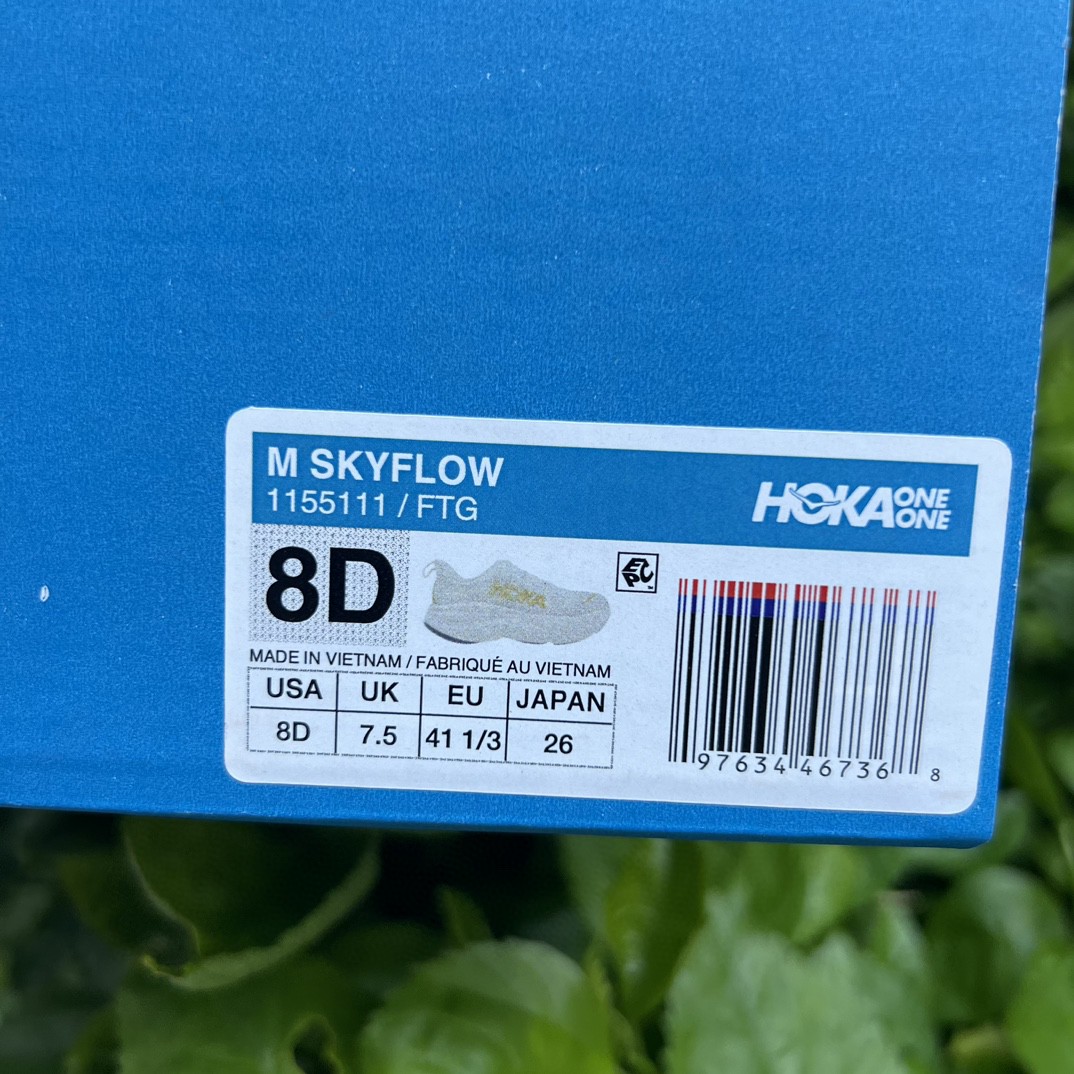 M SKYFLOW
1155111 / FTG
HOKA ONE ONE
8D
HOKA
MADE IN VIETNAM / FABRIQUÉ AU VIETNAM
USA UK EU JAPAN
8D 7.5 41 1/3 26
97634 46736 8